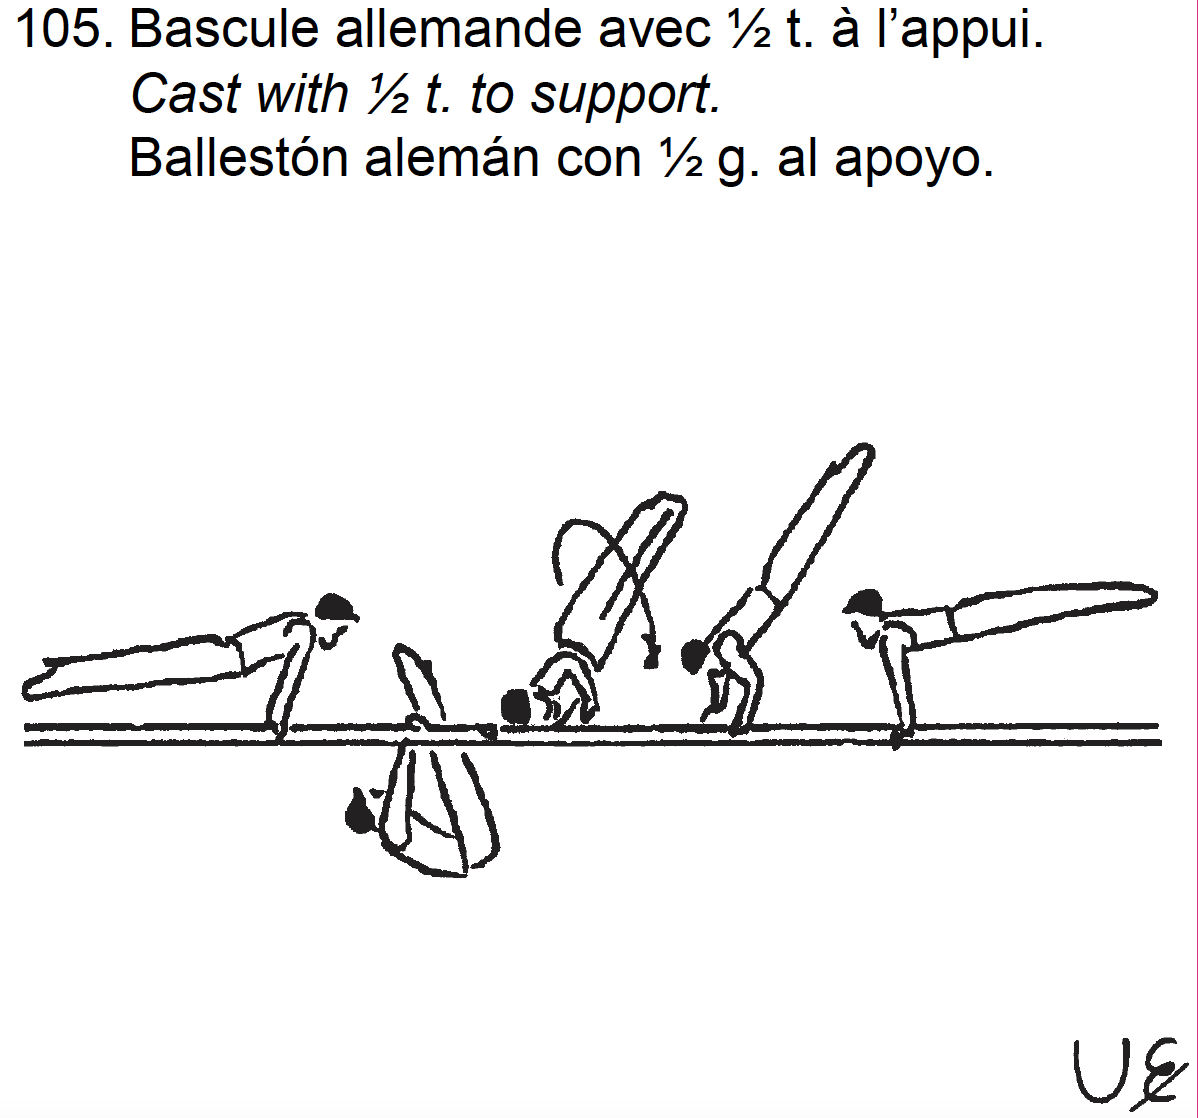 105. Bascule allemande avec ½ t. à l’appui.
Cast with ½ t. to support.
Ballestón alemán con ½ g. al apoyo.